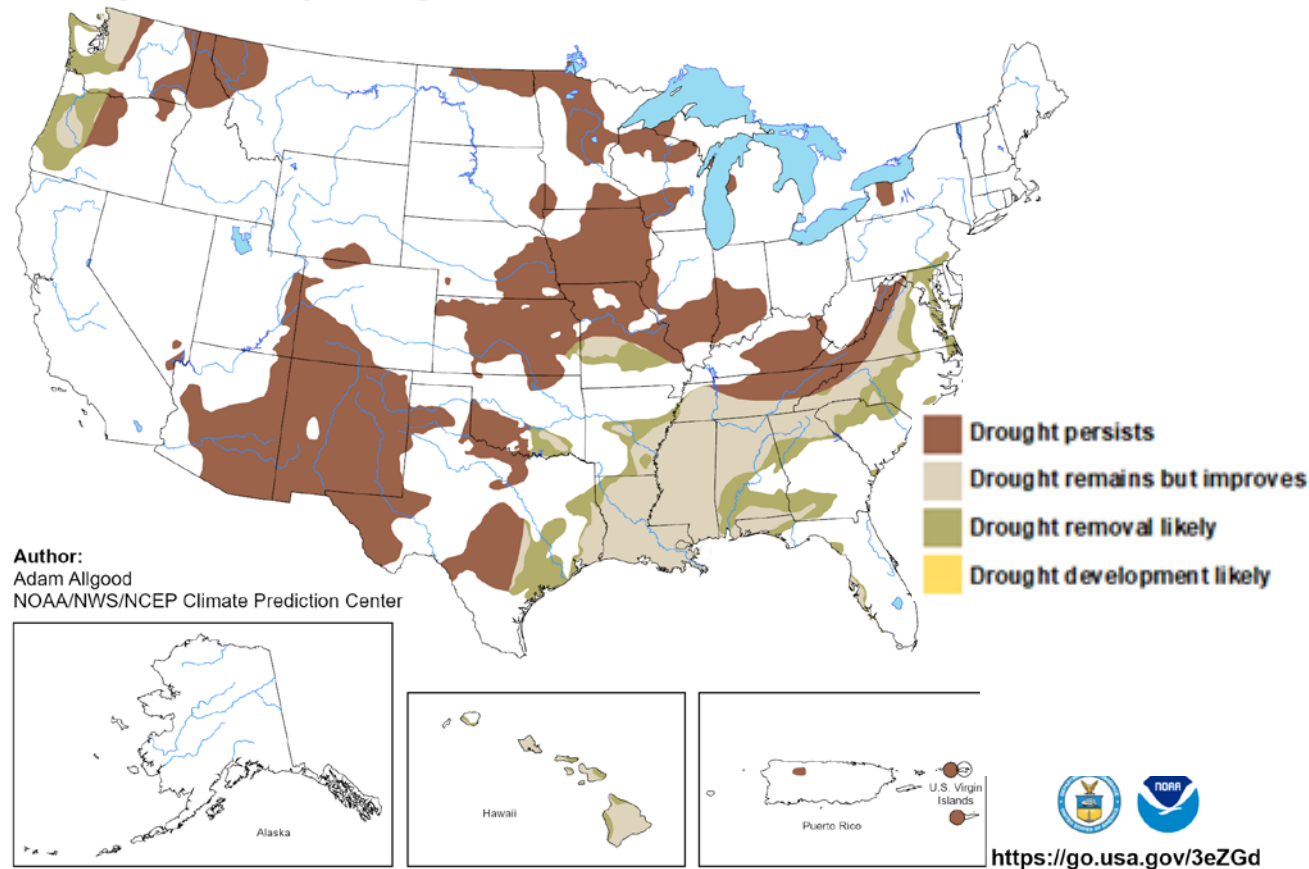 Drought persists
Drought remains but improves
Drought removal likely
Drought development likely
Author:
Adam Allgood
NOAA/NWS/NCEP Climate Prediction Center
Alaska
Hawaii
Puerto Rico
U.S. Virgin
Islands
NOAA
https://go.usa.gov/3eZGd